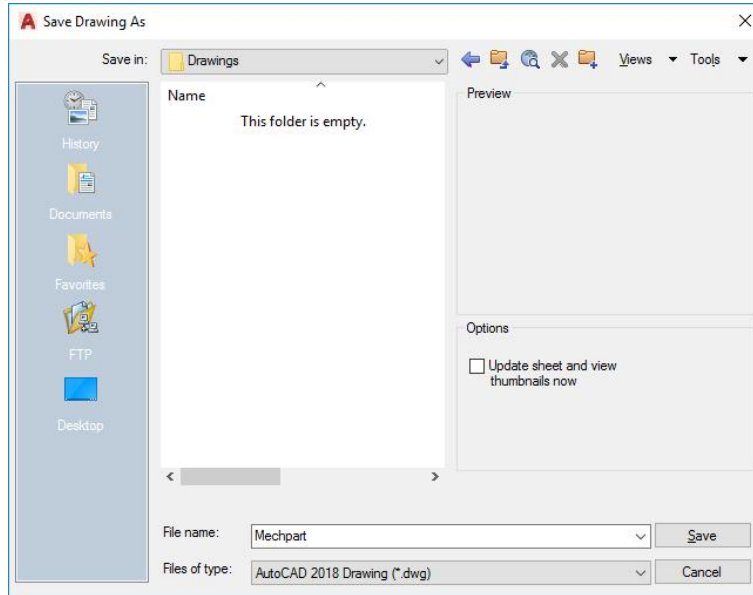 Save Drawing As
Save in: Drawings Views Tools
History
Documents
Favorites
FTP
Desktop
Name
This folder is empty.
Preview
Options
Update sheet and view
thumbnails now
File name: Mechpart Save
Files of type: AutoCAD 2018 Drawing (*.dwg) Cancel